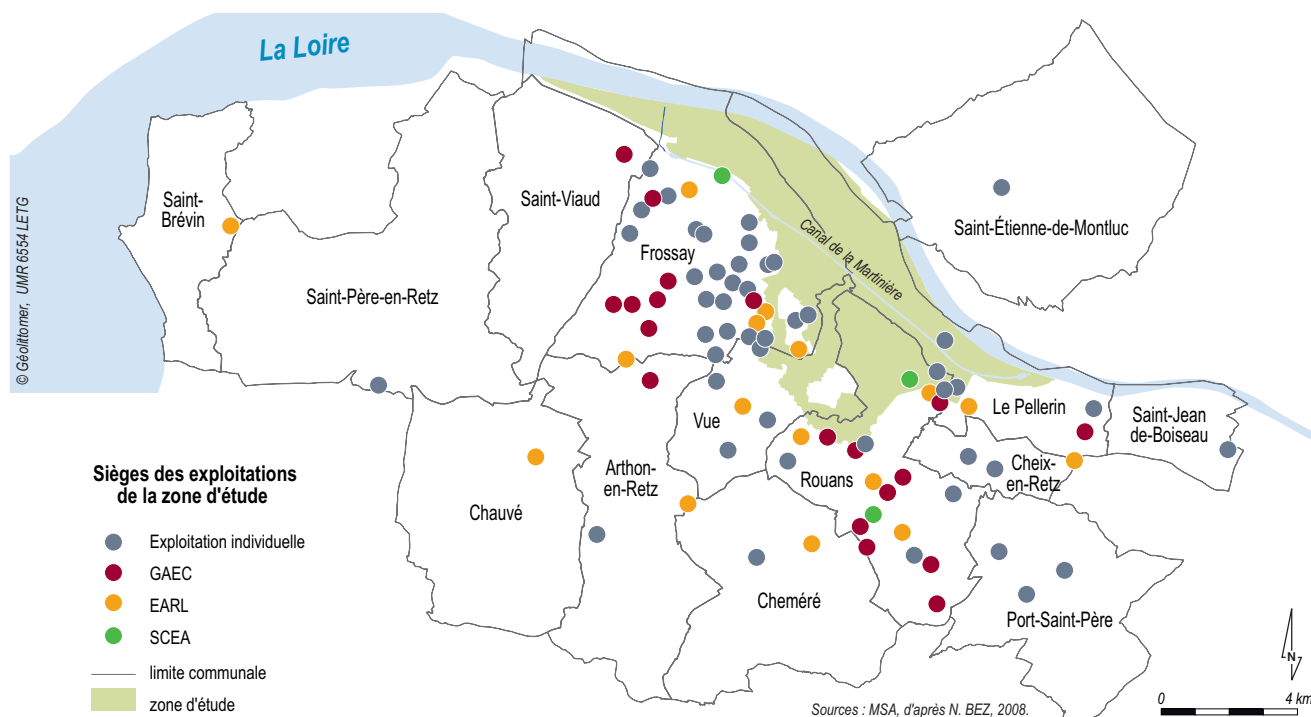 La Loire
© Géolittomer, UMR 6554 LETG
Saint-
Brévin
Saint-Viaud
Saint-Étienne-de-Montluc
Canal de la Martinière
Frossay
Saint-Père-en-Retz
Le Pellerin
Saint-Jean
de-Boiseau
Vue
Cheix-
en-Retz
Arthon-
en-Retz
Rouans
Chauvé
Cheméré
Port-Saint-Père
Sièges des exploitations
de la zone d'étude
Exploitation individuelle
GAEC
EARL
SCEA
limite communale
zone d'étude
N
0 4 km
Sources : MSA, d'après N. BEZ, 2008.